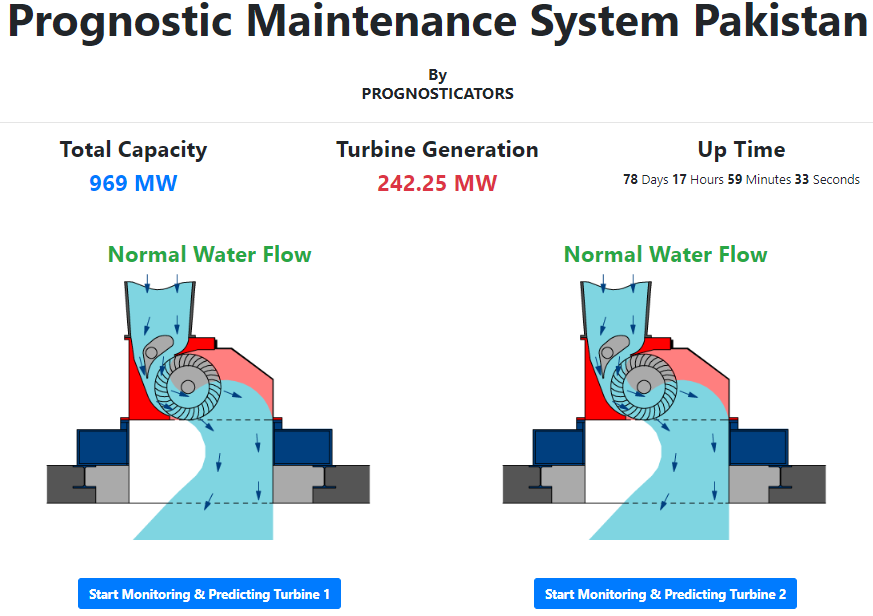 Prognostic Maintenance System Pakistan
By
PROGNOSTICATORS
Total Capacity
969 MW
Turbine Generation
242.25 MW
Up Time
78 Days 17 Hours 59 Minutes 33 Seconds
Normal Water Flow
Normal Water Flow
Start Monitoring & Predicting Turbine 1
Start Monitoring & Predicting Turbine 2